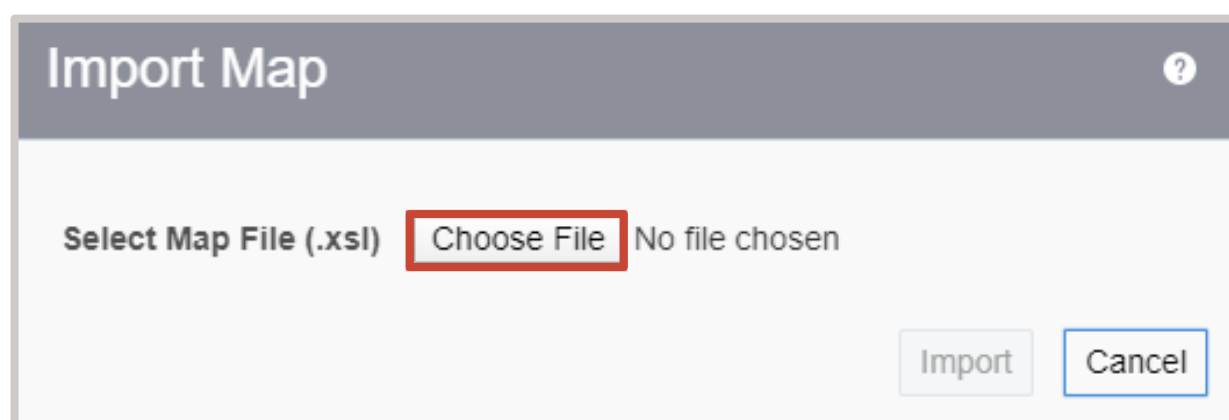 Import Map ?
Select Map File (.xsl) Choose File No file chosen
Import Cancel